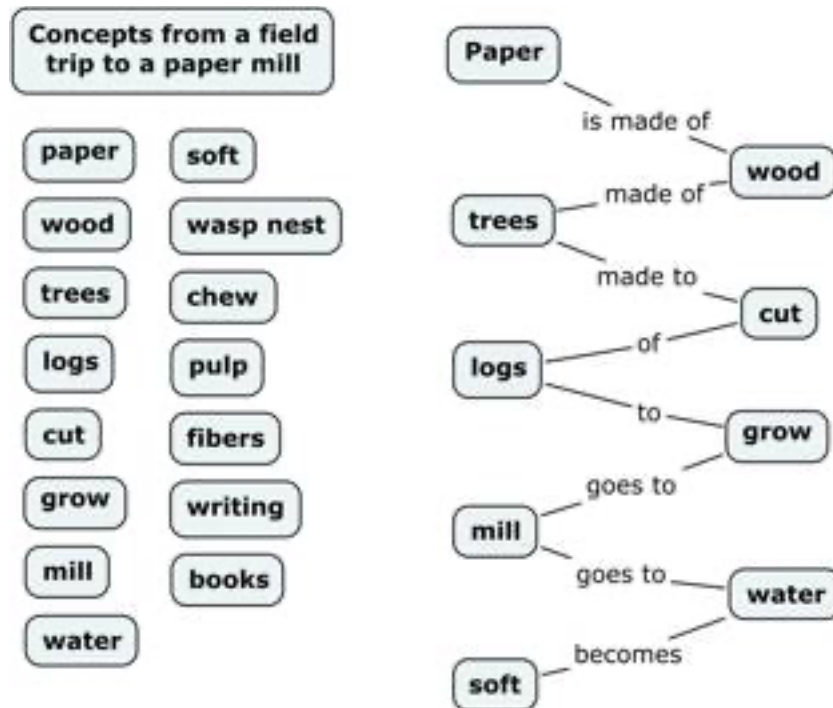 Concepts from a field
trip to a paper mill
paper
wood
trees
logs
cut
grow
mill
water
soft
wasp nest
chew
pulp
fibers
writing
books
Paper
is made of
wood
made of
trees
made to
cut
of
logs
to
grow
goes to
mill
goes to
water
becomes
soft